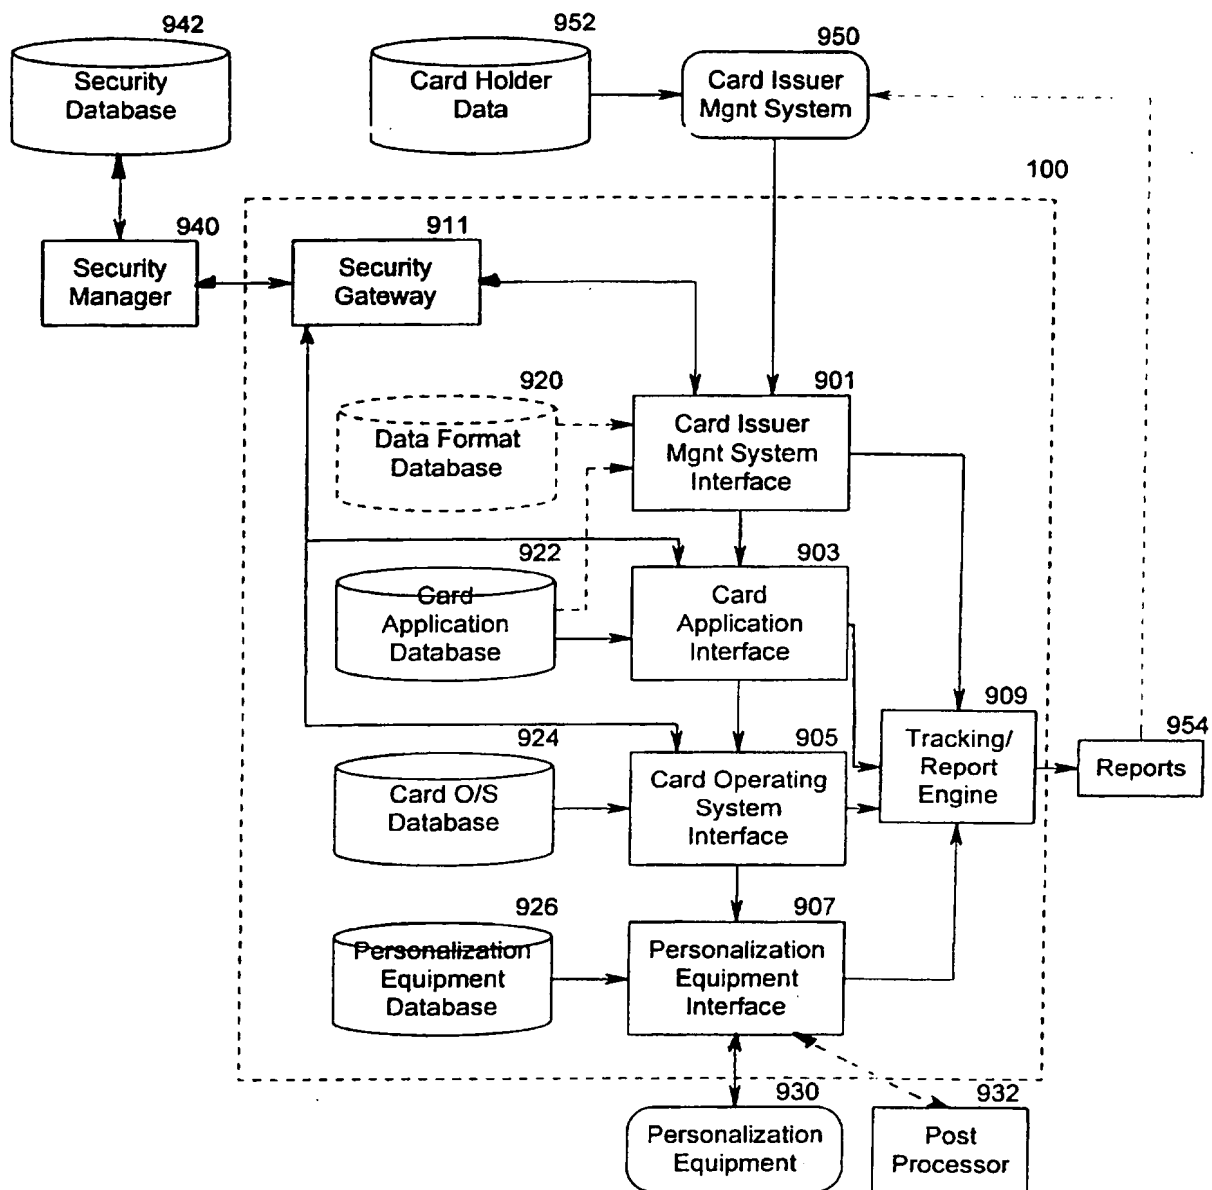 942
Security
Database
952
Card Holder
Data
950
Card Issuer
Mgnt System
100
940
Security
Manager
911
Security
Gateway
920
Data Format
Database
901
Card Issuer
Mgnt System
Interface
922
Card
Application
Database
903
Card
Application
Interface
924
Card O/S
Database
905
Card Operating
System
Interface
909
Tracking/
Report
Engine
954
Reports
926
Personalization
Equipment
Database
907
Personalization
Equipment
Interface
930
Personalization
Equipment
932
Post
Processor